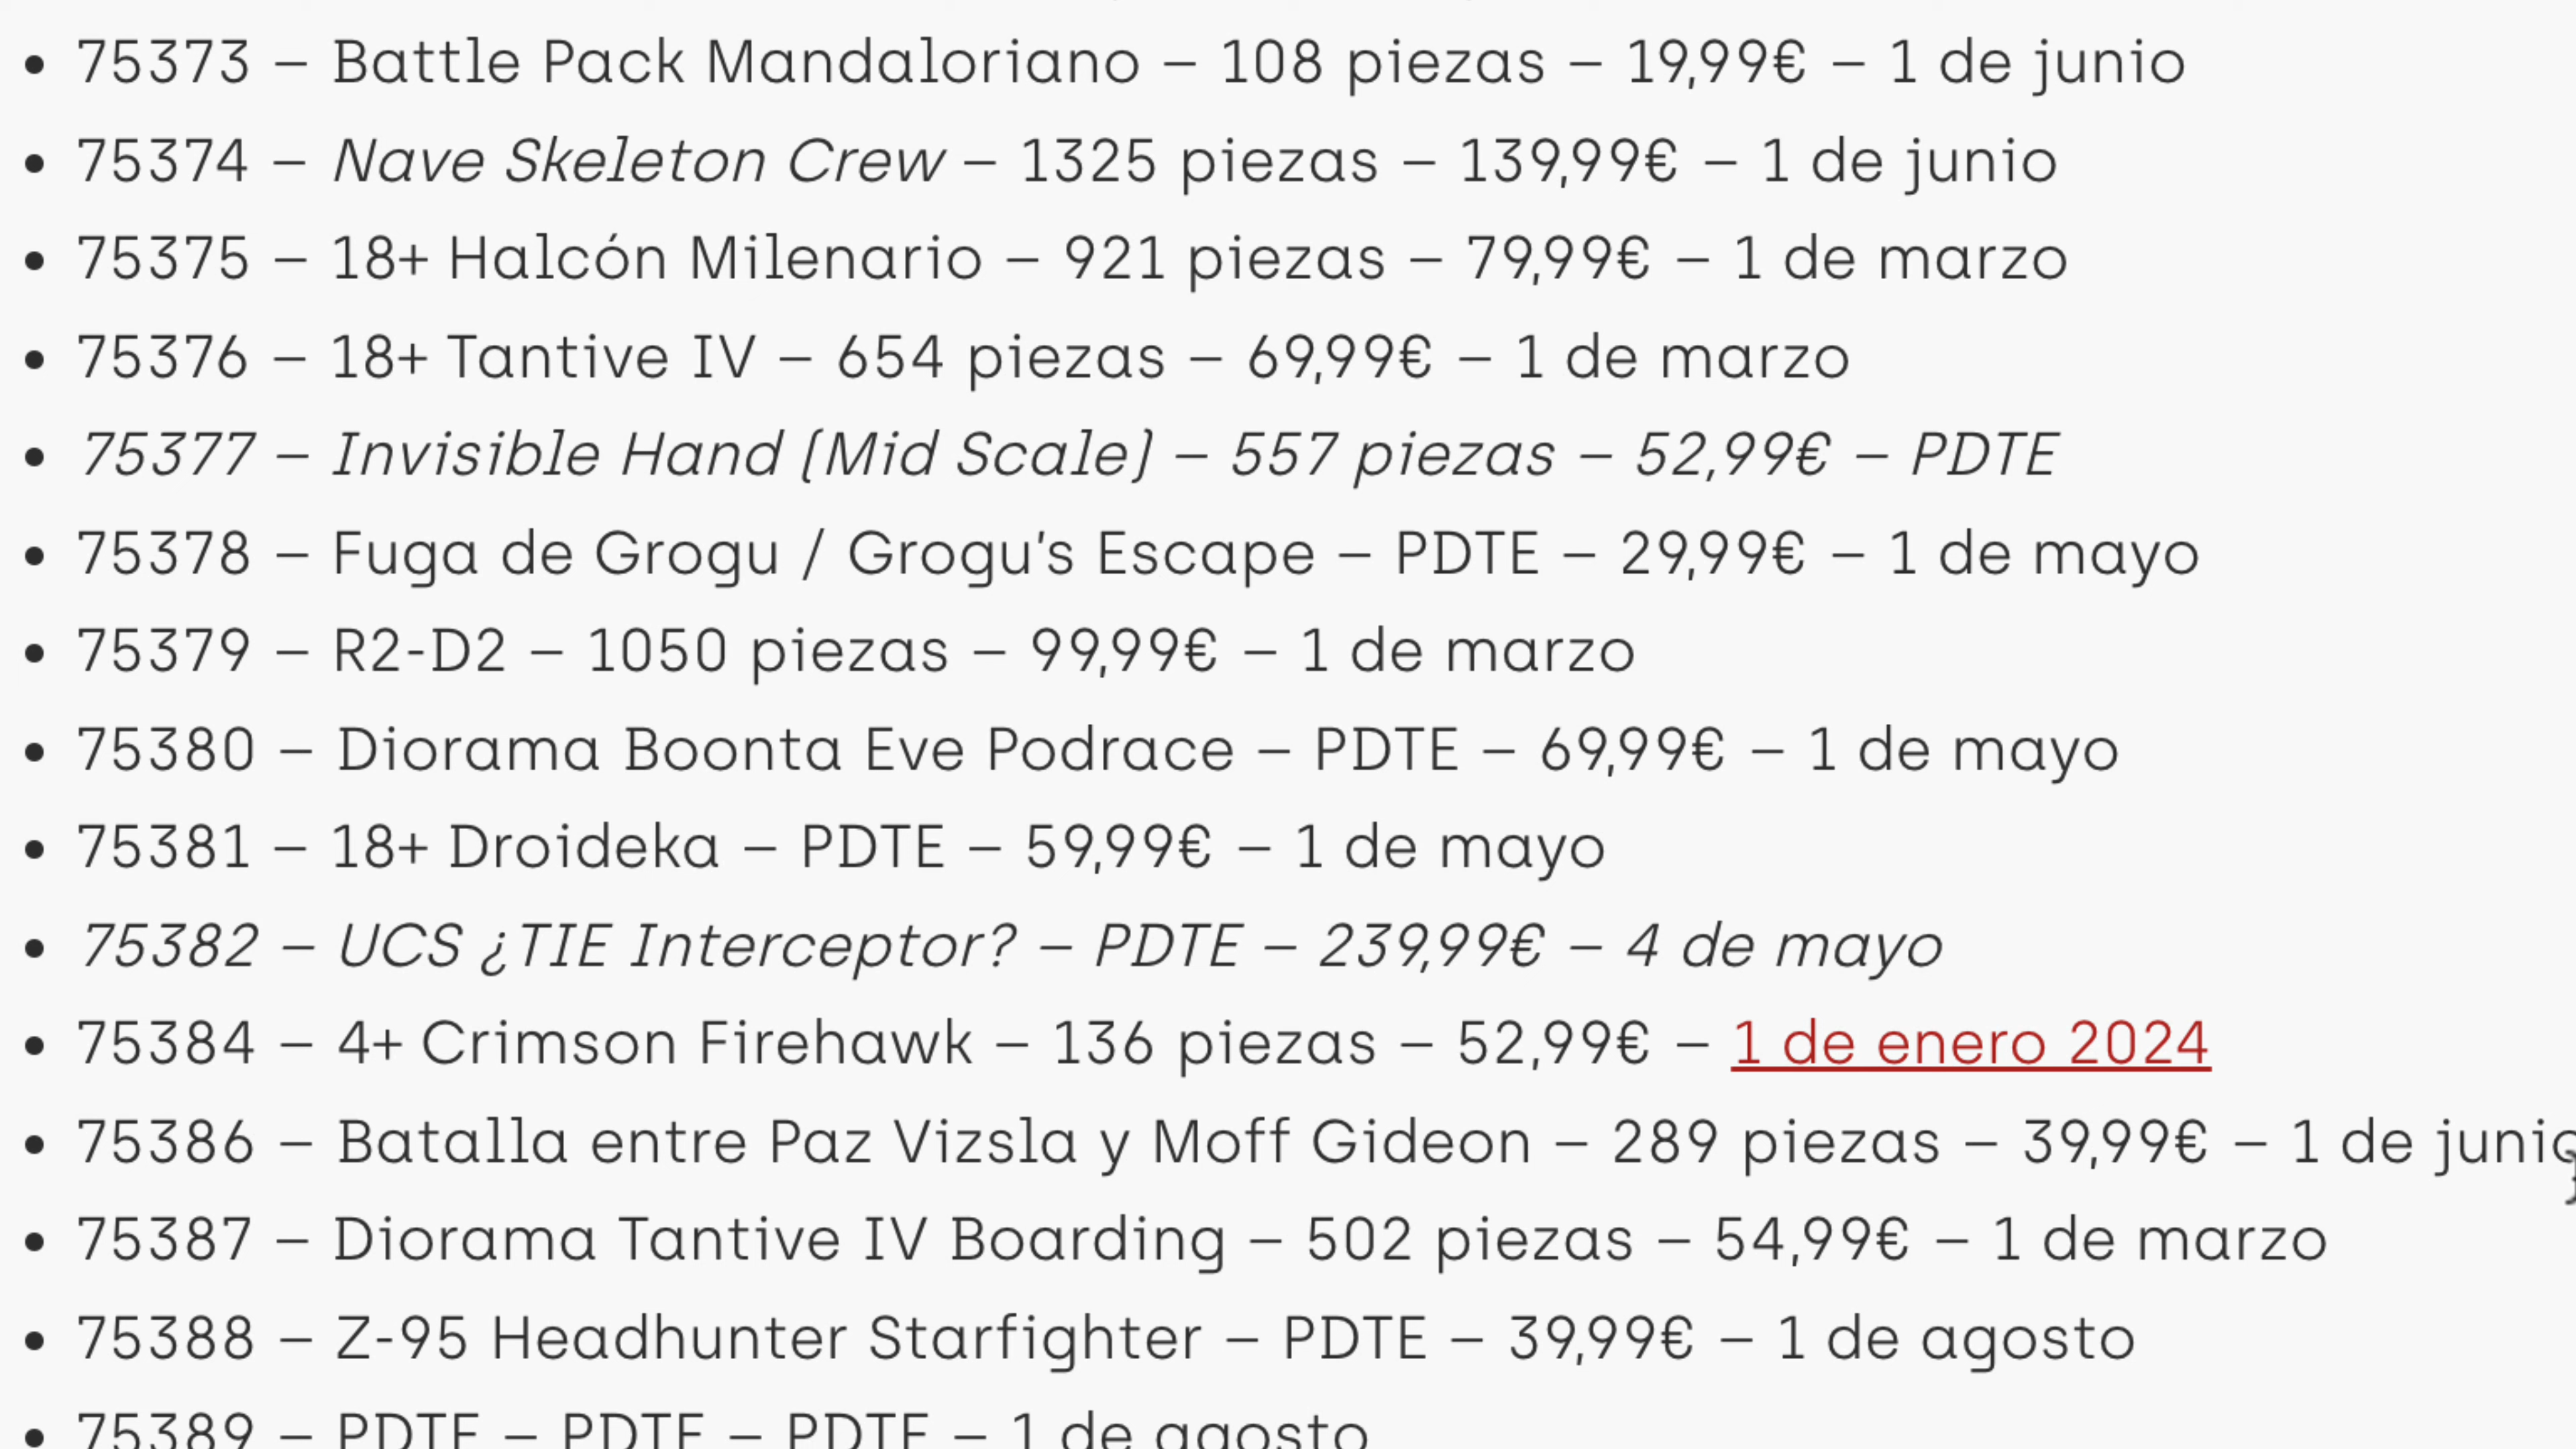 • 75373 – Battle Pack Mandaloriano – 108 piezas – 19,99€ – 1 de junio
• 75374 – Nave Skeleton Crew – 1325 piezas – 139,99€ – 1 de junio
• 75375 – 18+ Halcón Milenario – 921 piezas – 79,99€ – 1 de marzo
• 75376 – 18+ Tantive IV – 654 piezas – 69,99€ – 1 de marzo
• 75377 – Invisible Hand (Mid Scale) – 557 piezas – 52,99€ – PDTE
• 75378 – Fuga de Grogu / Grogu’s Escape – PDTE – 29,99€ – 1 de mayo
• 75379 – R2-D2 – 1050 piezas – 99,99€ – 1 de marzo
• 75380 – Diorama Boonta Eve Podrace – PDTE – 69,99€ – 1 de mayo
• 75381 – 18+ Droideka – PDTE – 59,99€ – 1 de mayo
• 75382 – UCS ¿TIE Interceptor? – PDTE – 239,99€ – 4 de mayo
• 75384 – 4+ Crimson Firehawk – 136 piezas – 52,99€ – 1 de enero 2024
• 75386 – Batalla entre Paz Vizsla y Moff Gideon – 289 piezas – 39,99€ – 1 de junio
• 75387 – Diorama Tantive IV Boarding – 502 piezas – 54,99€ – 1 de marzo
• 75388 – Z-95 Headhunter Starfighter – PDTE – 39,99€ – 1 de agosto
• 75389 – PDTE – PDTE – PDTE – 1 de agosto